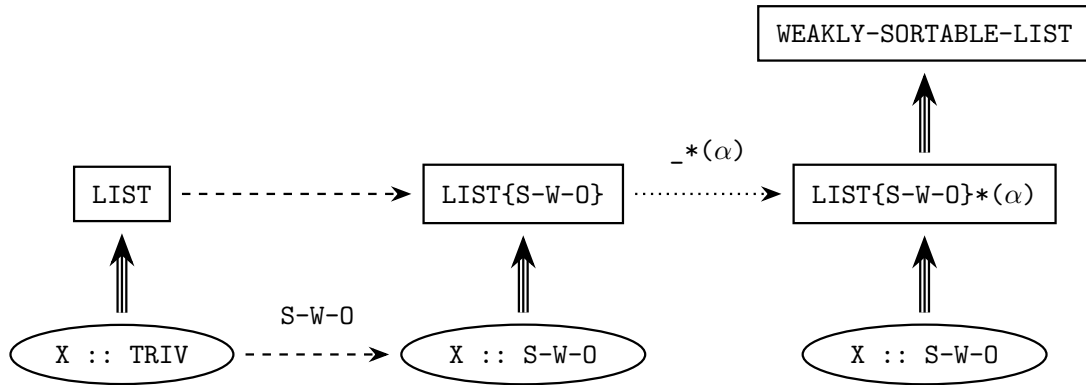 WEAKLY-SORTABLE-LIST
_*(α)
LIST
LIST{S-W-O}
LIST{S-W-O}*(α)
S-W-O
X :: TRIV
X :: S-W-O
X :: S-W-O